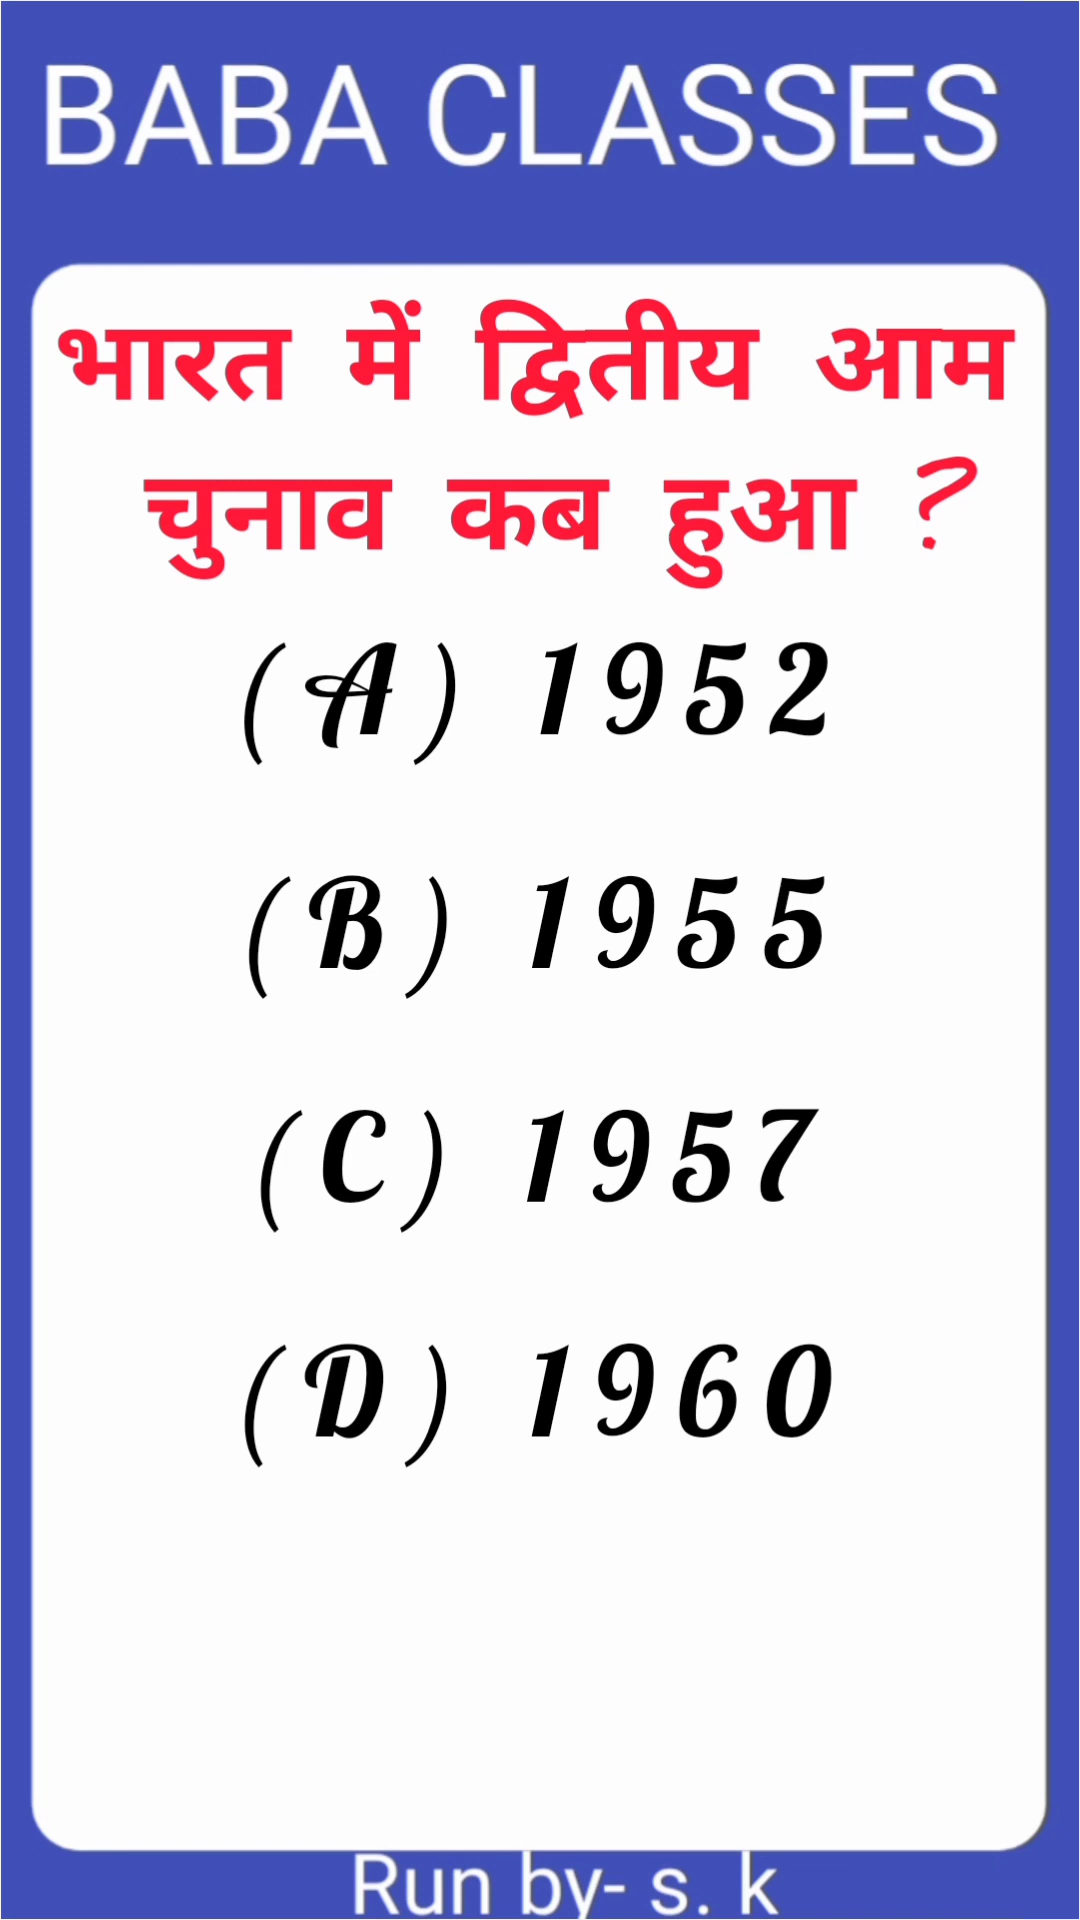 BABA CLASSES
भारत में द्वितीय आम
चुनाव कब हुआ ?
(A) 1952
(B) 1955
(C) 1957
(D) 1960
Run by- s. k